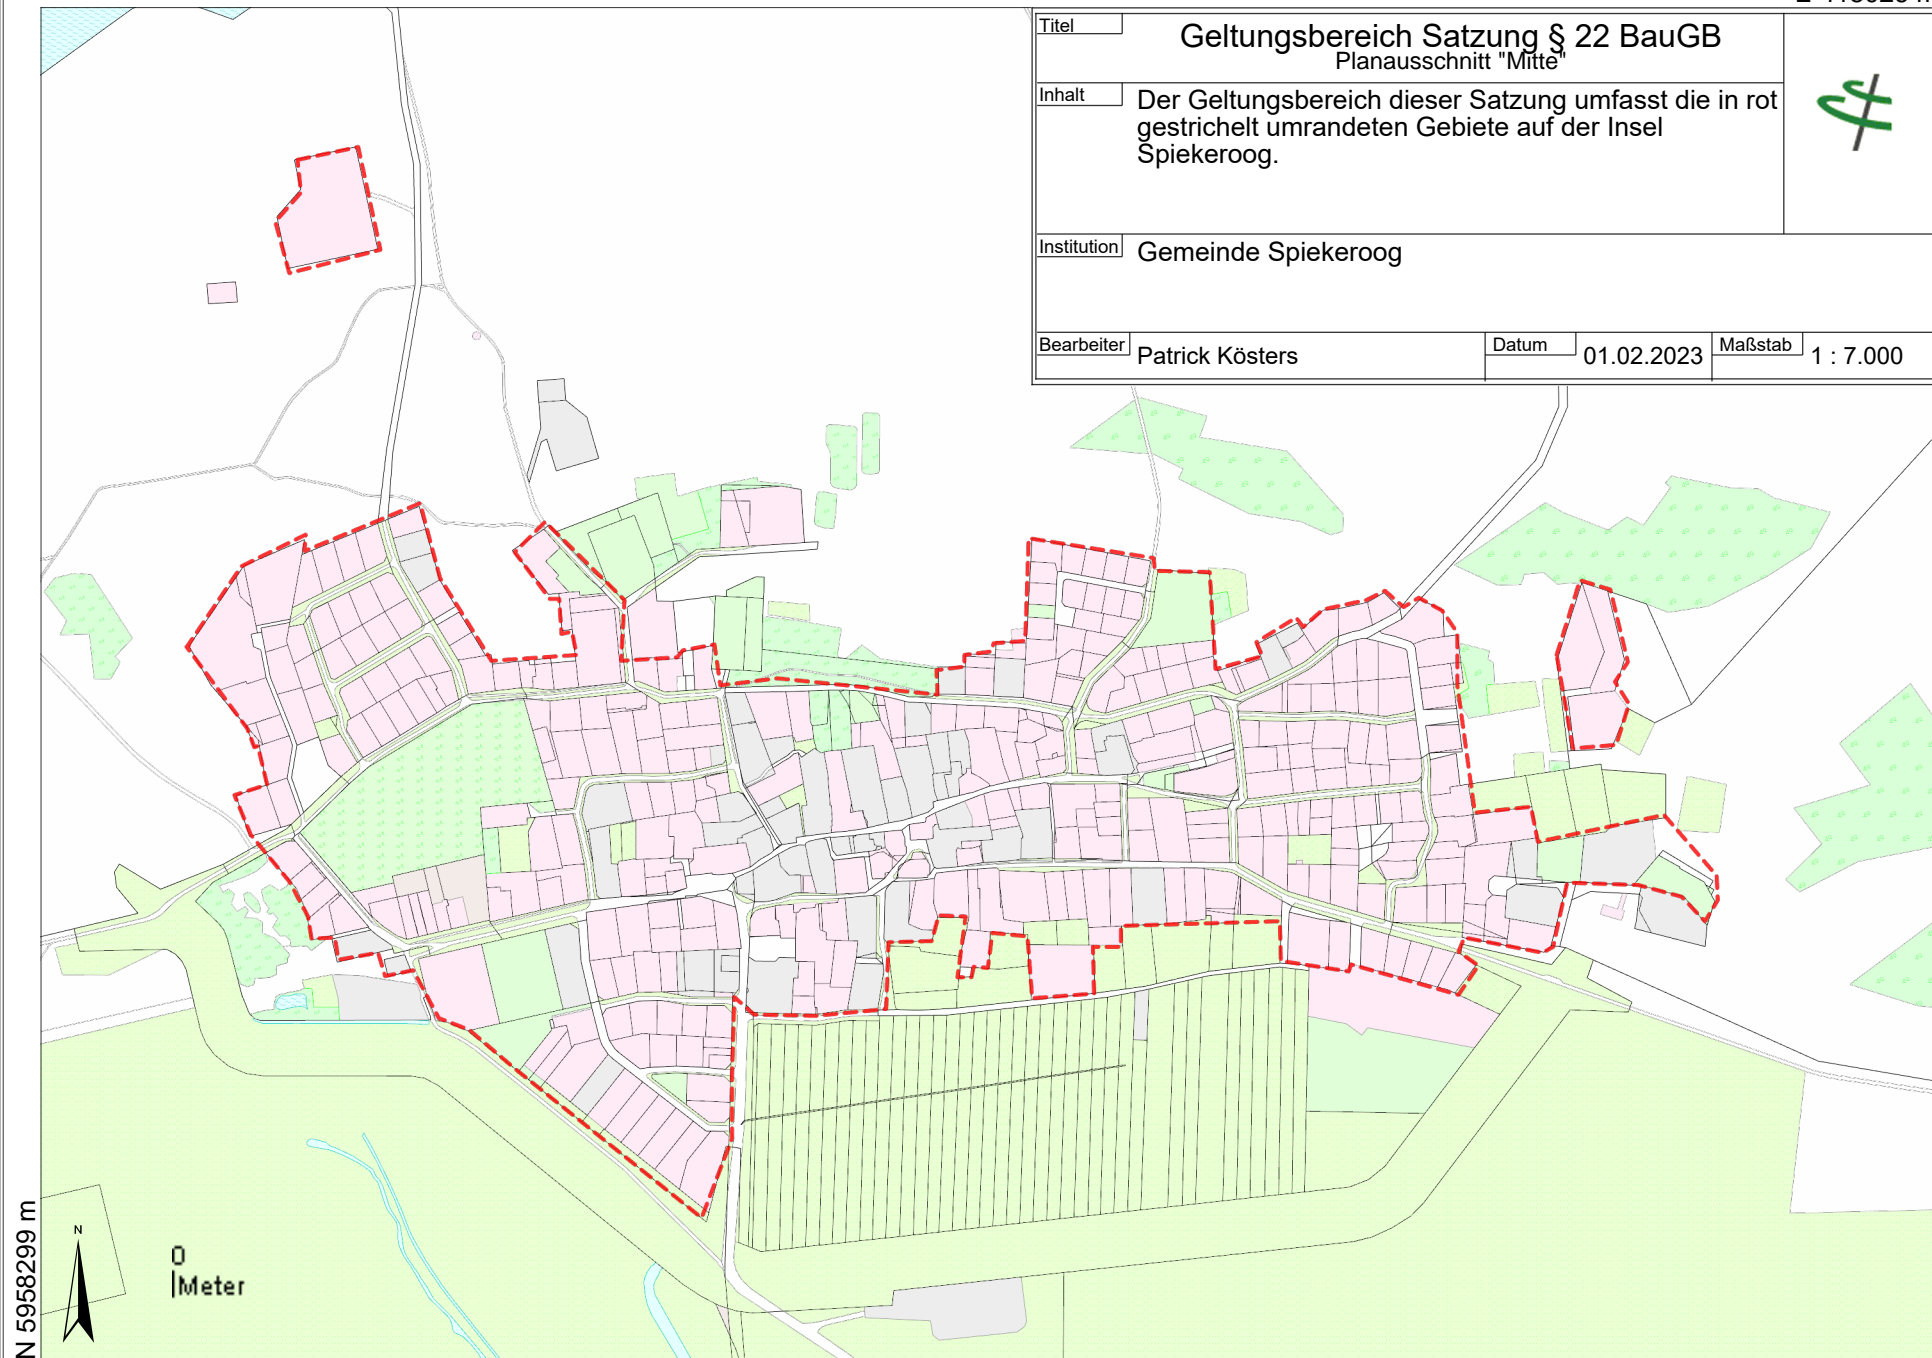 Titel
Geltungsbereich Satzung § 22 BauGB
Planausschnitt "Mitte"
Inhalt
Der Geltungsbereich dieser Satzung umfasst die in rot
gestrichelt umrandeten Gebiete auf der Insel
Spiekeroog.
Institution
Gemeinde Spiekeroog
Bearbeiter
Patrick Kösters
Datum
01.02.2023
Maßstab
1 : 7.000
N 5958299 m
N
0
Meter